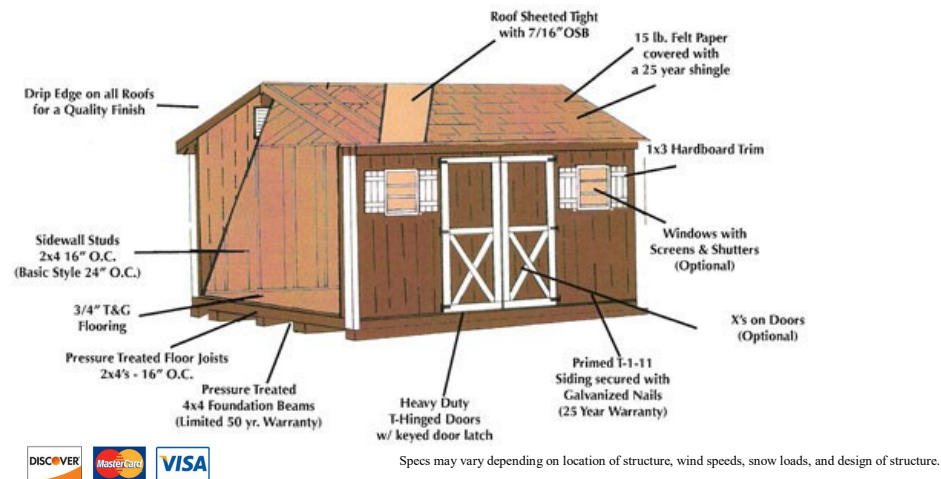 Roof Sheeted Tight
with 7/16"OSB
15 lb. Felt Paper
covered with
a 25 year shingle
Drip Edge on all Roofs
for a Quality Finish
1x3 Hardboard Trim
Sidewall Studs
2x4 16" O.C.
(Basic Style 24" O.C.)
Windows with
Screens & Shutters
(Optional)
3/4" T&G
Flooring
X's on Doors
(Optional)
Pressure Treated Floor Joists
2x4's - 16" O.C.
Primed T-1-11
Siding secured with
Galvanized Nails
(25 Year Warranty)
Pressure Treated
4x4 Foundation Beams
(Limited 50 yr. Warranty)
Heavy Duty
T-Hinged Doors
w/ keyed door latch
DISCOVER
MasterCard
VISA
Specs may vary depending on location of structure, wind speeds, snow loads, and design of structure.